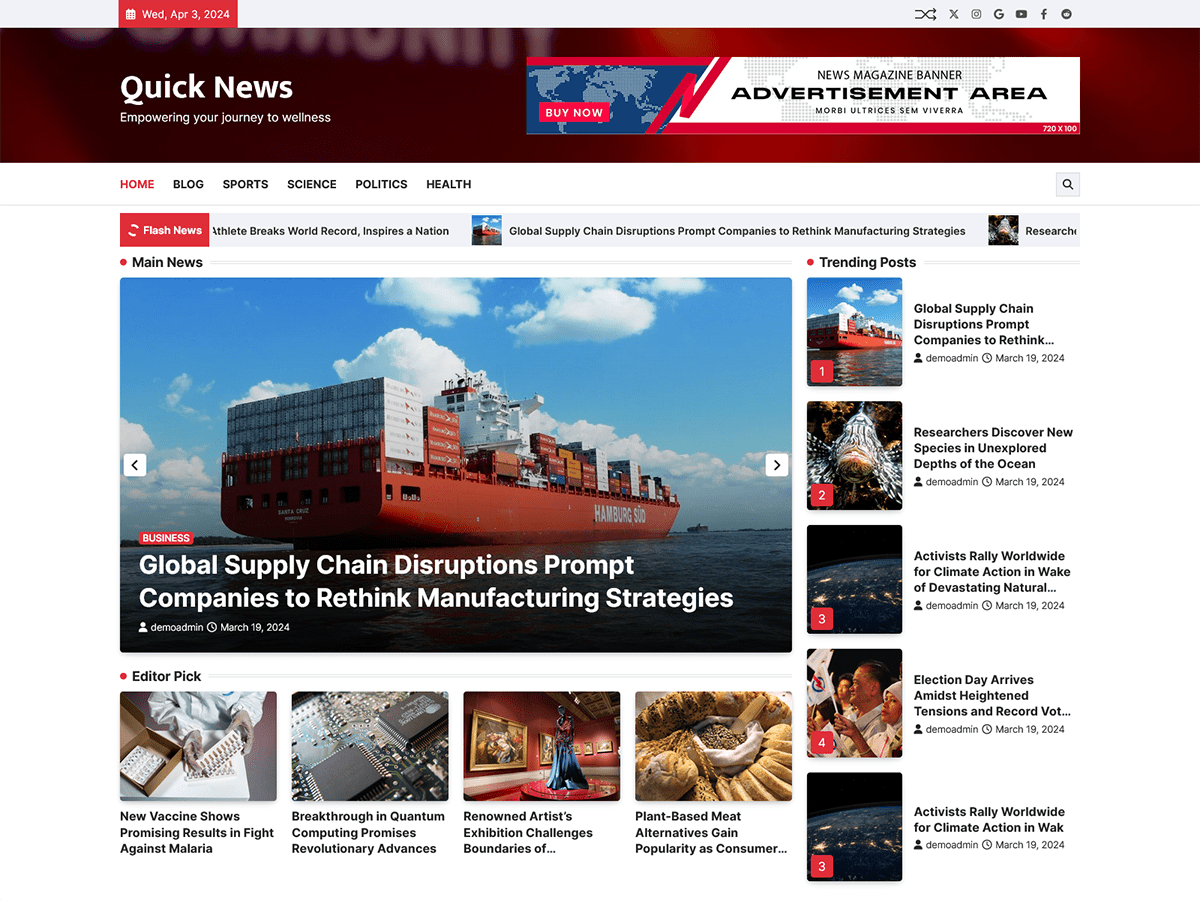 Wed, Apr 3, 2024
COMMUNITY
Quick News
Empowering your journey to wellness
NEWS MAGAZINE BANNER
ADVERTISEMENT AREA
MORBI ULTRICES SEM VIVERRA
BUY NOW
720 X 100
HOME BLOG SPORTS SCIENCE POLITICS HEALTH
Flash News
Athlete Breaks World Record, Inspires a Nation
Global Supply Chain Disruptions Prompt Companies to Rethink Manufacturing Strategies
Main News
SANTA CRUZ
HAMBURG SÜD
BUSINESS
Global Supply Chain Disruptions Prompt
Companies to Rethink Manufacturing Strategies
demoadmin March 19, 2024
Editor Pick
New Vaccine Shows
Promising Results in Fight
Against Malaria
Breakthrough in Quantum
Computing Promises
Revolutionary Advances
Renowned Artist’s
Exhibition Challenges
Boundaries of…
Plant-Based Meat
Alternatives Gain
Popularity as Consumer…
Trending Posts
1
Global Supply Chain
Disruptions Prompt
Companies to Rethink…
demoadmin March 19, 2024
2
Researchers Discover New
Species in Unexplored
Depths of the Ocean
demoadmin March 19, 2024
3
Activists Rally Worldwide
for Climate Action in Wake
of Devastating Natural…
demoadmin March 19, 2024
4
Election Day Arrives
Amidst Heightened
Tensions and Record Vot…
demoadmin March 19, 2024
3
Activists Rally Worldwide
for Climate Action in Wak
demoadmin March 19, 2024